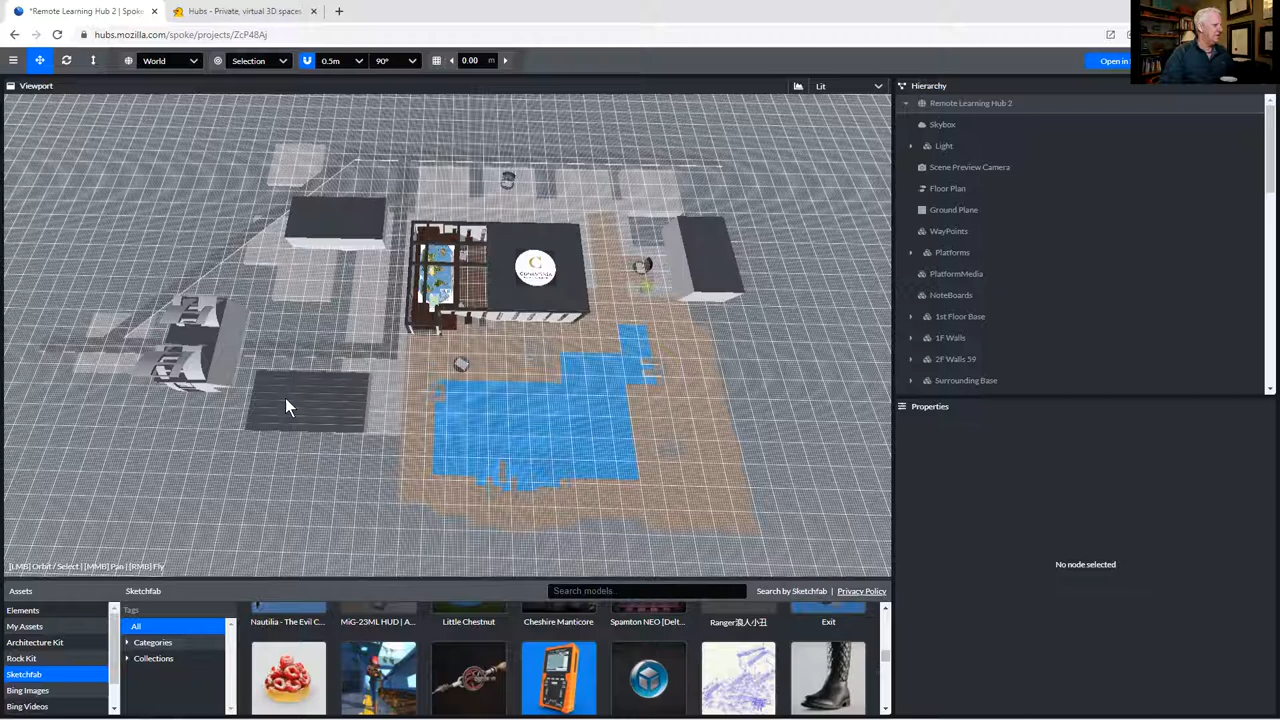 *Remote Learning Hub 2 | Spoke
Hubs - Private, virtual 3D spaces
hubs.mozilla.com/spoke/projects/ZcP48Aj
World
Selection
0.5m
90°
0.00 m
Open in
Viewport
Lit
Hierarchy
Remote Learning Hub 2
Skybox
Light
Scene Preview Camera
Floor Plan
Ground Plane
WayPoints
Platforms
PlatformMedia
NoteBoards
1st Floor Base
1F Walls
2F Walls 59
Surrounding Base
Properties
No node selected
C
[LMB] Orbit / Select | [MMB] Pan | [RMB] Fly
Assets
Sketchfab
Search models..
Search by Sketchfab | Privacy Policy
Elements
My Assets
Architecture Kit
Rock Kit
Sketchfab
Bing Images
Bing Videos
Tags
All
Categories
Collections
Nautilia - The Evil C...
MiG-23ML HUD | A...
Little Chestnut
Cheshire Manticore
Spamton NEO [Delt...
Ranger浪人小丑
Exit